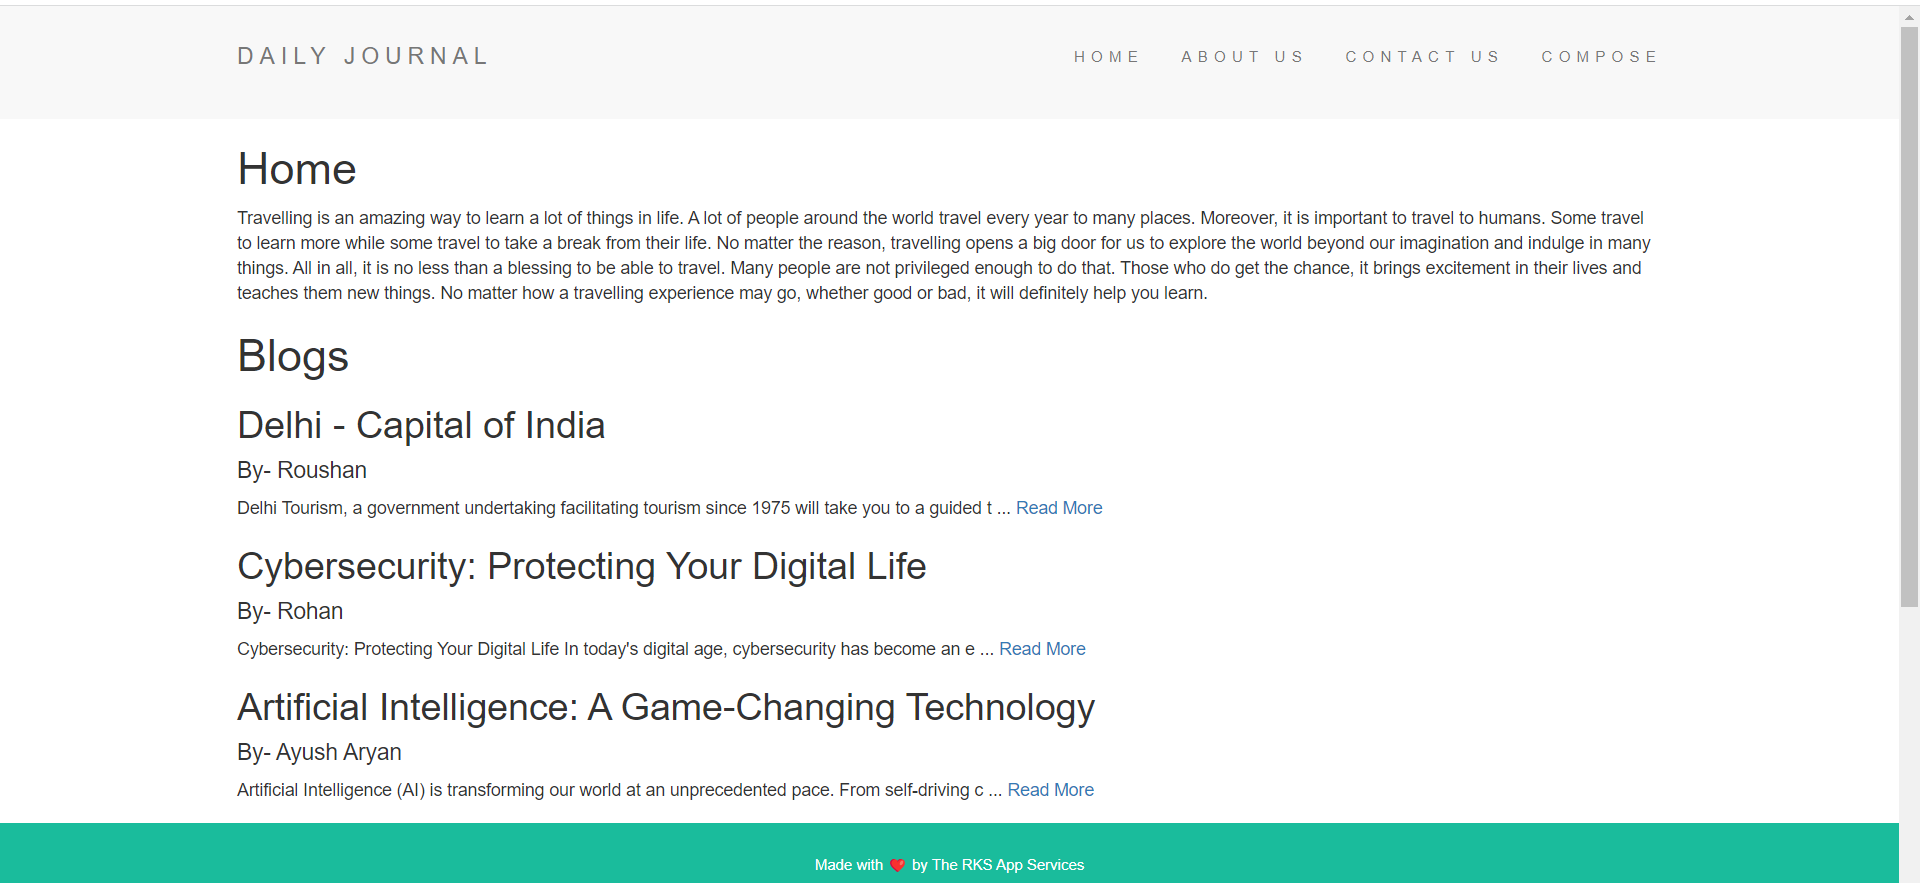 DAILY JOURNAL
HOME ABOUT US CONTACT US COMPOSE
Home
Travelling is an amazing way to learn a lot of things in life. A lot of people around the world travel every year to many places. Moreover, it is important to travel to humans. Some travel
to learn more while some travel to take a break from their life. No matter the reason, travelling opens a big door for us to explore the world beyond our imagination and indulge in many
things. All in all, it is no less than a blessing to be able to travel. Many people are not privileged enough to do that. Those who do get the chance, it brings excitement in their lives and
teaches them new things. No matter how a travelling experience may go, whether good or bad, it will definitely help you learn.
Blogs
Delhi - Capital of India
By- Roushan
Delhi Tourism, a government undertaking facilitating tourism since 1975 will take you to a guided t ... Read More
Cybersecurity: Protecting Your Digital Life
By- Rohan
Cybersecurity: Protecting Your Digital Life In today's digital age, cybersecurity has become an e ... Read More
Artificial Intelligence: A Game-Changing Technology
By- Ayush Aryan
Artificial Intelligence (AI) is transforming our world at an unprecedented pace. From self-driving c ... Read More
Made with ❤️ by The RKS App Services